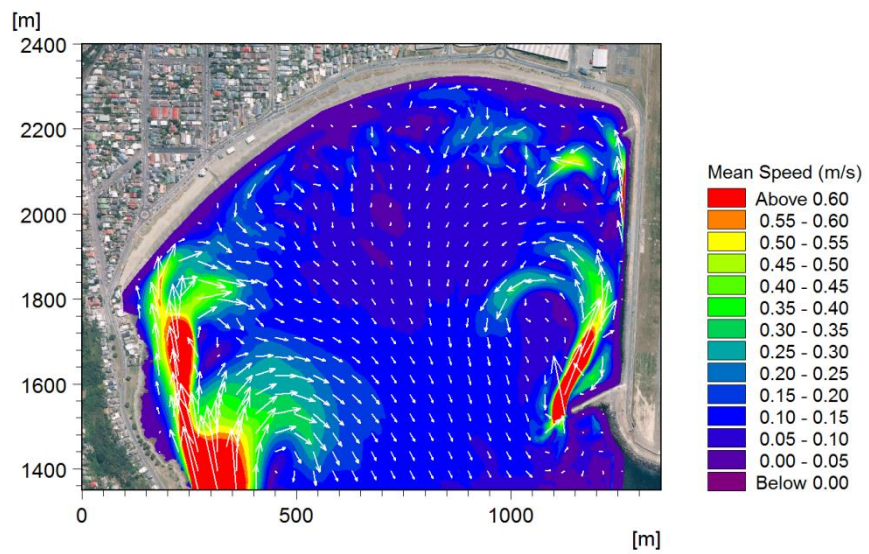 [m]
2400
2200
2000
1800
1600
1400
0
500
1000
[m]
Mean Speed (m/s)
Above 0.60
0.55 - 0.60
0.50 - 0.55
0.45 - 0.50
0.40 - 0.45
0.35 - 0.40
0.30 - 0.35
0.25 - 0.30
0.20 - 0.25
0.15 - 0.20
0.10 - 0.15
0.05 - 0.10
0.00 - 0.05
Below 0.00